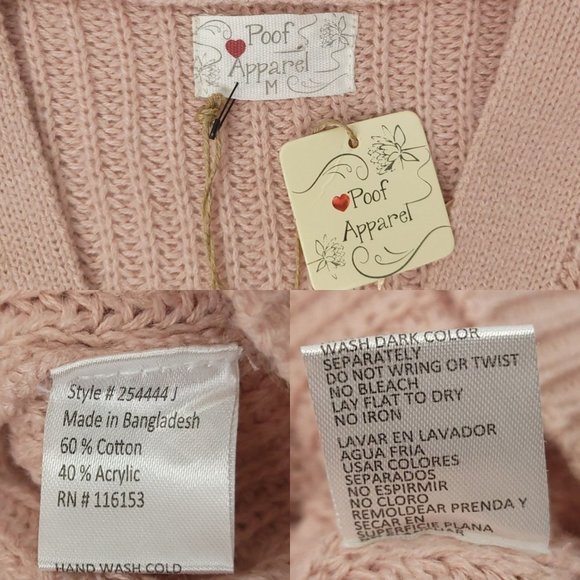 Poof
Apparel
M
Poof
Apparel
Style # 254444 J
Made in Bangladesh
60 % Cotton
40 % Acrylic
RN # 116153
HAND WASH COLD
WASH DARK COLOR
SEPARATELY
DO NOT WRING OR TWIST
NO BLEACH
LAY FLAT TO DRY
NO IRON
LAVAR EN LAVADOR
AGUA FRIA
USAR COLORES
SEPARADOS
NO ESPIRMIR
NO CLORO
REMOLDEAR PRENDA Y
SECAR EN
SUPERFICIE PLANA